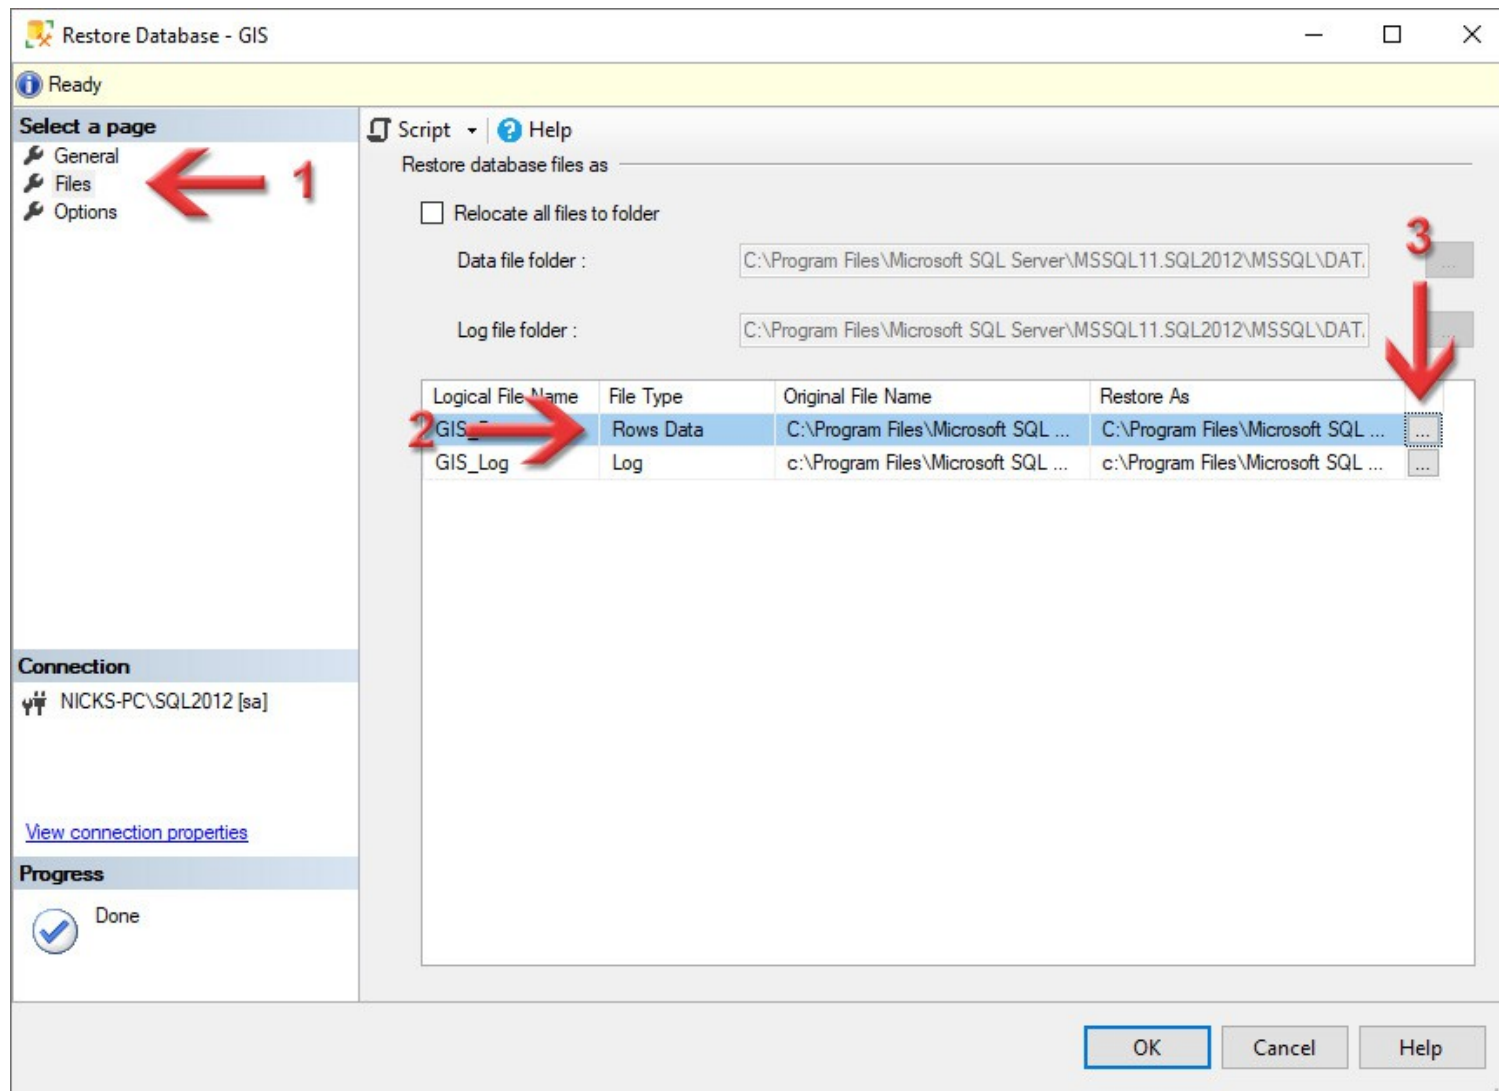 Restore Database - GIS
Ready
Select a page
General
Files
Options
1
Script
Help
Restore database files as
Relocate all files to folder
3
Data file folder :
C:\Program Files\Microsoft SQL Server\MSSQL11.SQL2012\MSSQL\DAT
...
Log file folder :
C:\Program Files\Microsoft SQL Server\MSSQL11.SQL2012\MSSQL\DAT
...
Logical File Name File Type Original File Name Restore As
2
Rows Data C:\Program Files\Microsoft SQL ... C:\Program Files\Microsoft SQL ... ...
GIS_Log Log c:\Program Files\Microsoft SQL ... c:\Program Files\Microsoft SQL ... ...
Connection
NICKS-PC\SQL2012 [sa]
View connection properties
Progress
Done
OK Cancel Help